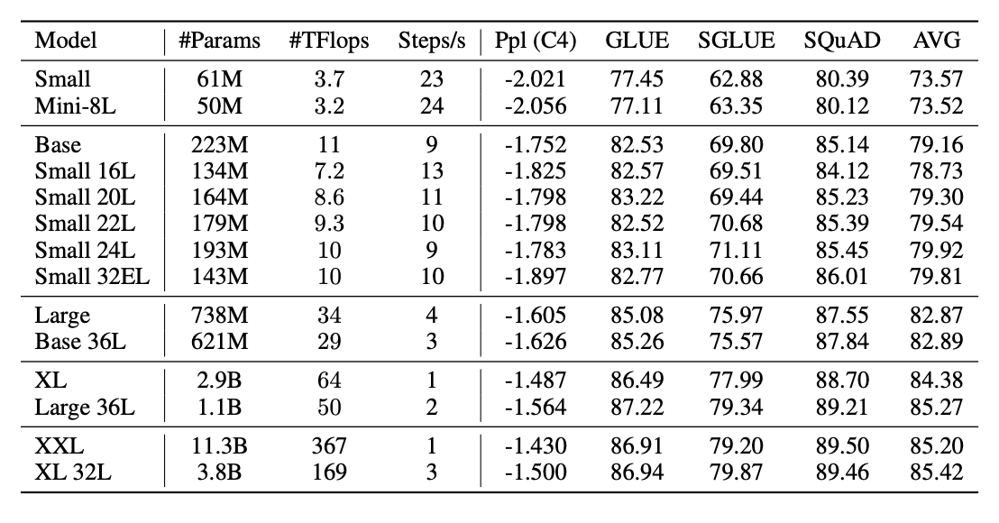 Model #Params #TFlops Steps/s Ppl (C4) GLUE SGLUE SQuAD AVG
Small 61M 3.7 23 -2.021 77.45 62.88 80.39 73.57
Mini-8L 50M 3.2 24 -2.056 77.11 63.35 80.12 73.52
Base 223M 11 9 -1.752 82.53 69.80 85.14 79.16
Small 16L 134M 7.2 13 -1.825 82.57 69.51 84.12 78.73
Small 20L 164M 8.6 11 -1.798 83.22 69.44 85.23 79.30
Small 22L 179M 9.3 10 -1.798 82.52 70.68 85.39 79.54
Small 24L 193M 10 9 -1.783 83.11 71.11 85.45 79.92
Small 32EL 143M 10 10 -1.897 82.77 70.66 86.01 79.81
Large 738M 34 4 -1.605 85.08 75.97 87.55 82.87
Base 36L 621M 29 3 -1.626 85.26 75.57 87.84 82.89
XL 2.9B 64 1 -1.487 86.49 77.99 88.70 84.38
Large 36L 1.1B 50 2 -1.564 87.22 79.34 89.21 85.27
XXL 11.3B 367 1 -1.430 86.91 79.20 89.50 85.20
XL 32L 3.8B 169 3 -1.500 86.94 79.87 89.46 85.42